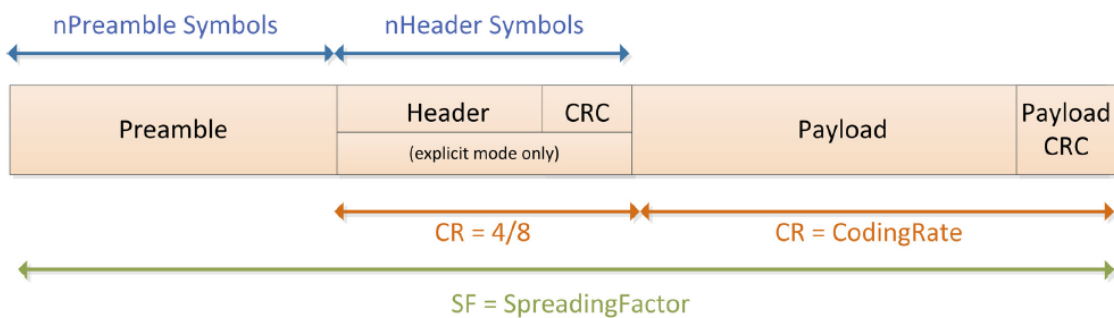 nPreamble Symbols
nHeader Symbols
Preamble
Header
CRC
(explicit mode only)
Payload
Payload
CRC
CR = 4/8
CR = CodingRate
SF = SpreadingFactor